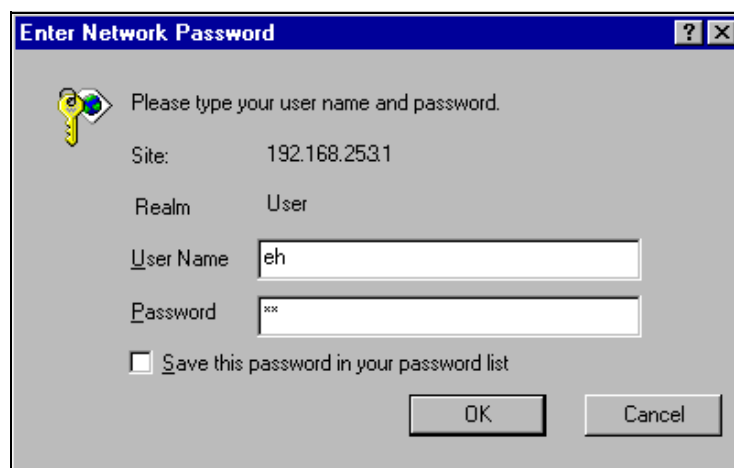 Enter Network Password
Please type your user name and password.
Site: 192.168.253.1
Realm User
User Name eh
Password **
Save this password in your password list
OK Cancel